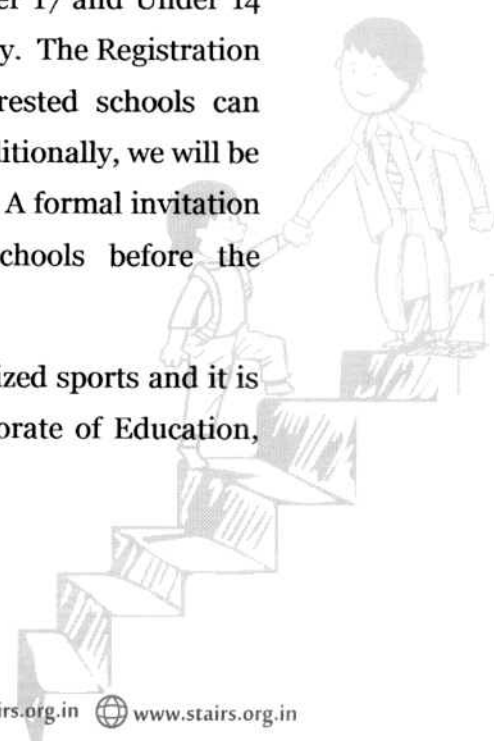 er 17 and Under 14
y. The Registration
rested schools can
ditionally, we will be
A formal invitation
chools before the
ized sports and it is
orate of Education,
irs.org.in www.stairs.org.in